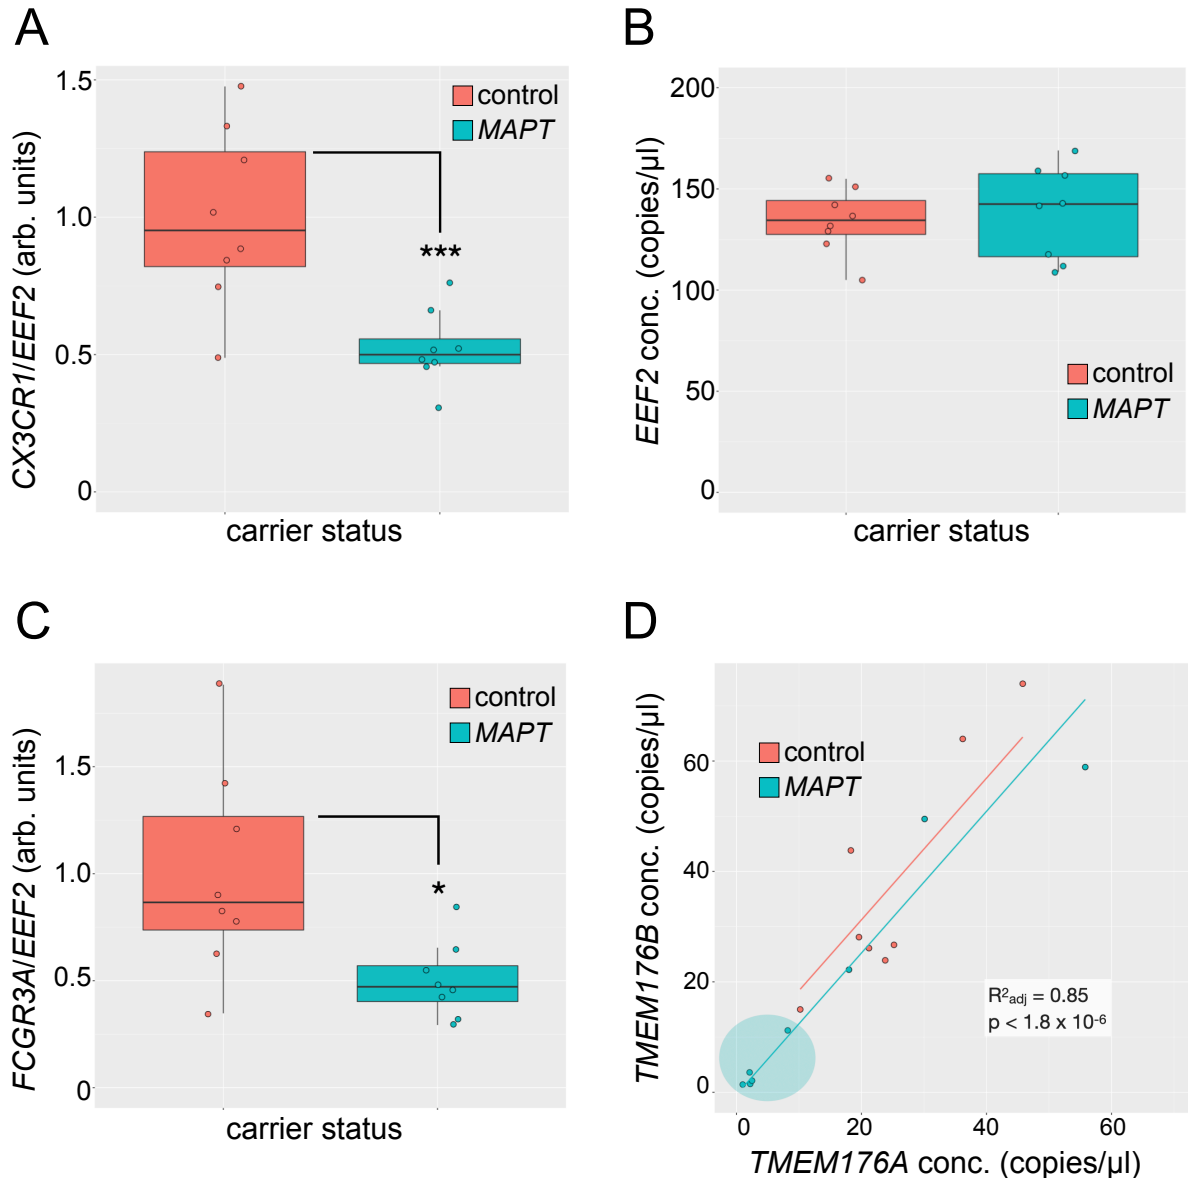 A
CX3CR1/EEF2 (arb. units)
1.5
1.0
0.5
0
control
MAPT
***
carrier status
B
EEF2 conc. (copies/µl)
200
150
100
50
0
control
MAPT
carrier status
C
FCGR3A/EEF2 (arb. units)
1.5
1.0
0.5
0
control
MAPT
*
carrier status
D
TMEM176B conc. (copies/µl)
60
40
20
0
control
MAPT
R²adj = 0.85
p < 1.8 x 10⁻⁶
0 20 40 60
TMEM176A conc. (copies/µl)